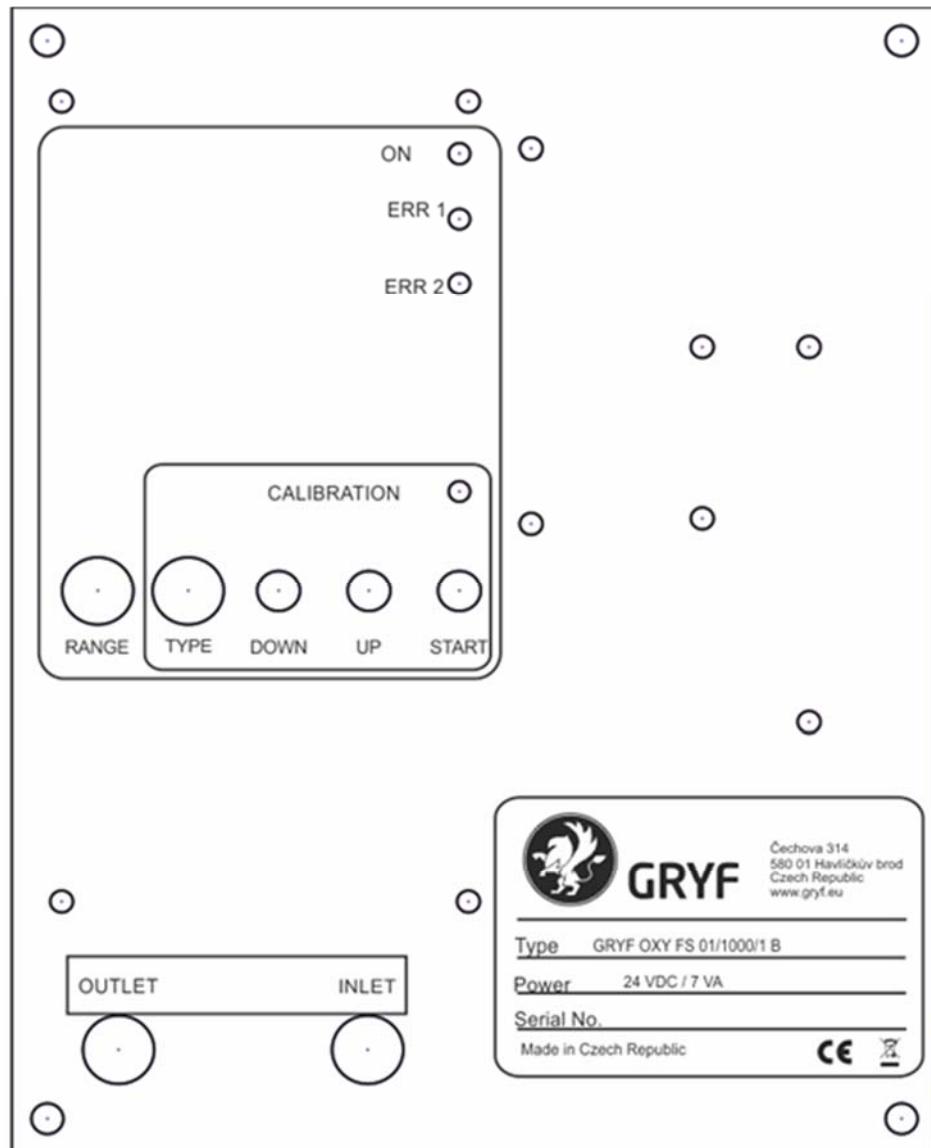 ON
ERR 1
ERR 2
CALIBRATION
RANGE TYPE DOWN UP START
GRYF
Čechova 314
580 01 Havlíčkův brod
Czech Republic
www.gryf.eu
Type GRYF OXY FS 01/1000/1 B
Power 24 VDC / 7 VA
Serial No.
Made in Czech Republic CE
OUTLET INLET